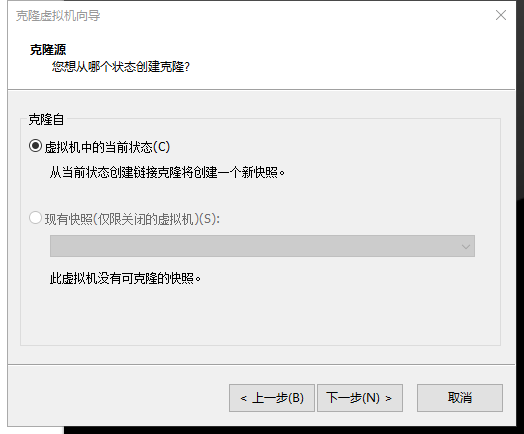 克隆虚拟机向导
克隆源
您想从哪个状态创建克隆?
克隆自
虚拟机中的当前状态(C)
从当前状态创建链接克隆将创建一个新快照。
现有快照(仅限关闭的虚拟机)(S):
此虚拟机没有可克隆的快照。
< 上一步(B) 下一步(N) > 取消